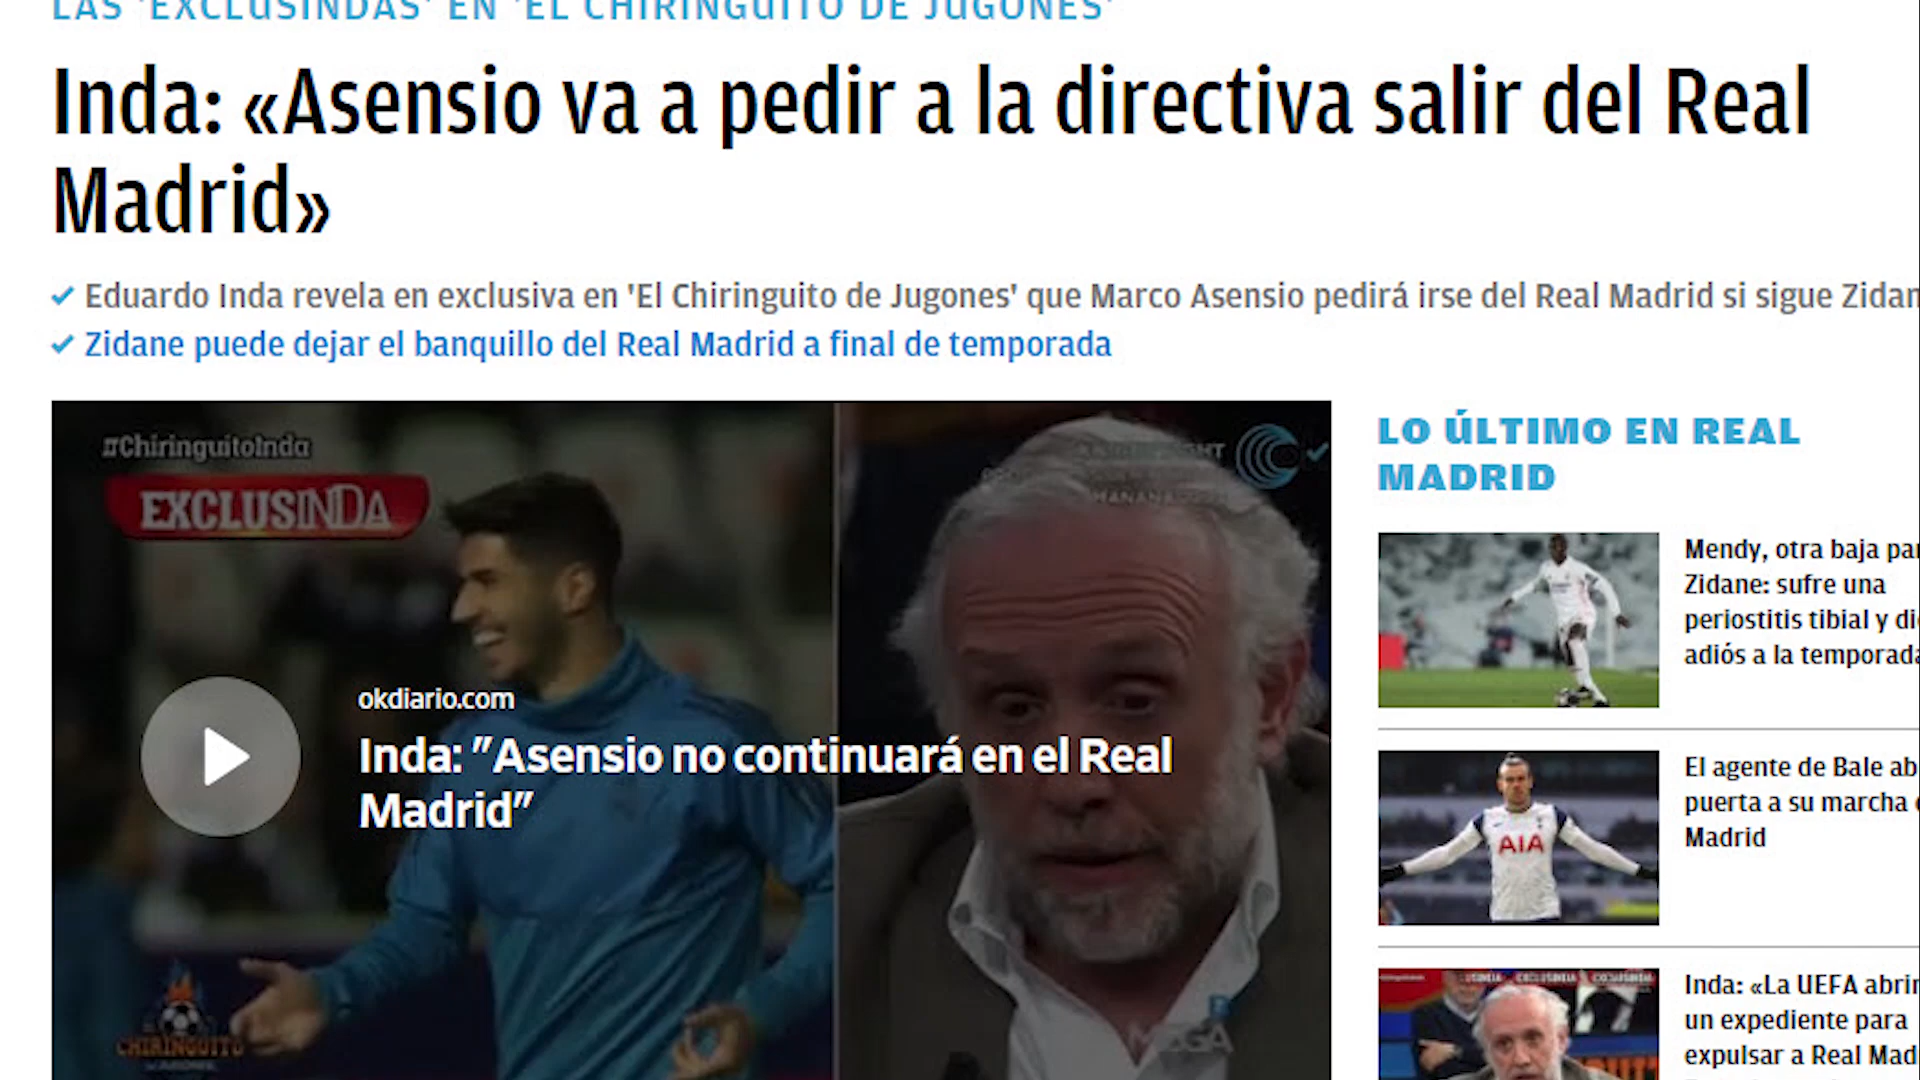 LAS 'EXCLUSINDAS' EN 'EL CHIRINGUITO DE JUGONES'
Inda: «Asensio va a pedir a la directiva salir del Real
Madrid»
Eduardo Inda revela en exclusiva en 'El Chiringuito de Jugones' que Marco Asensio pedirá irse del Real Madrid si sigue Zidan
Zidane puede dejar el banquillo del Real Madrid a final de temporada
#ChiringuitoInda
EXCLUSINDA
okdiario.com
Inda: "Asensio no continuará en el Real
Madrid"
CHIRINGUITO
MEGA
LO ÚLTIMO EN REAL
MADRID
Mendy, otra baja par
Zidane: sufre una
periostitis tibial y di
adiós a la temporada
El agente de Bale ab
puerta a su marcha
Madrid
AIA
Inda: «La UEFA abrir
un expediente para
expulsar a Real Mad